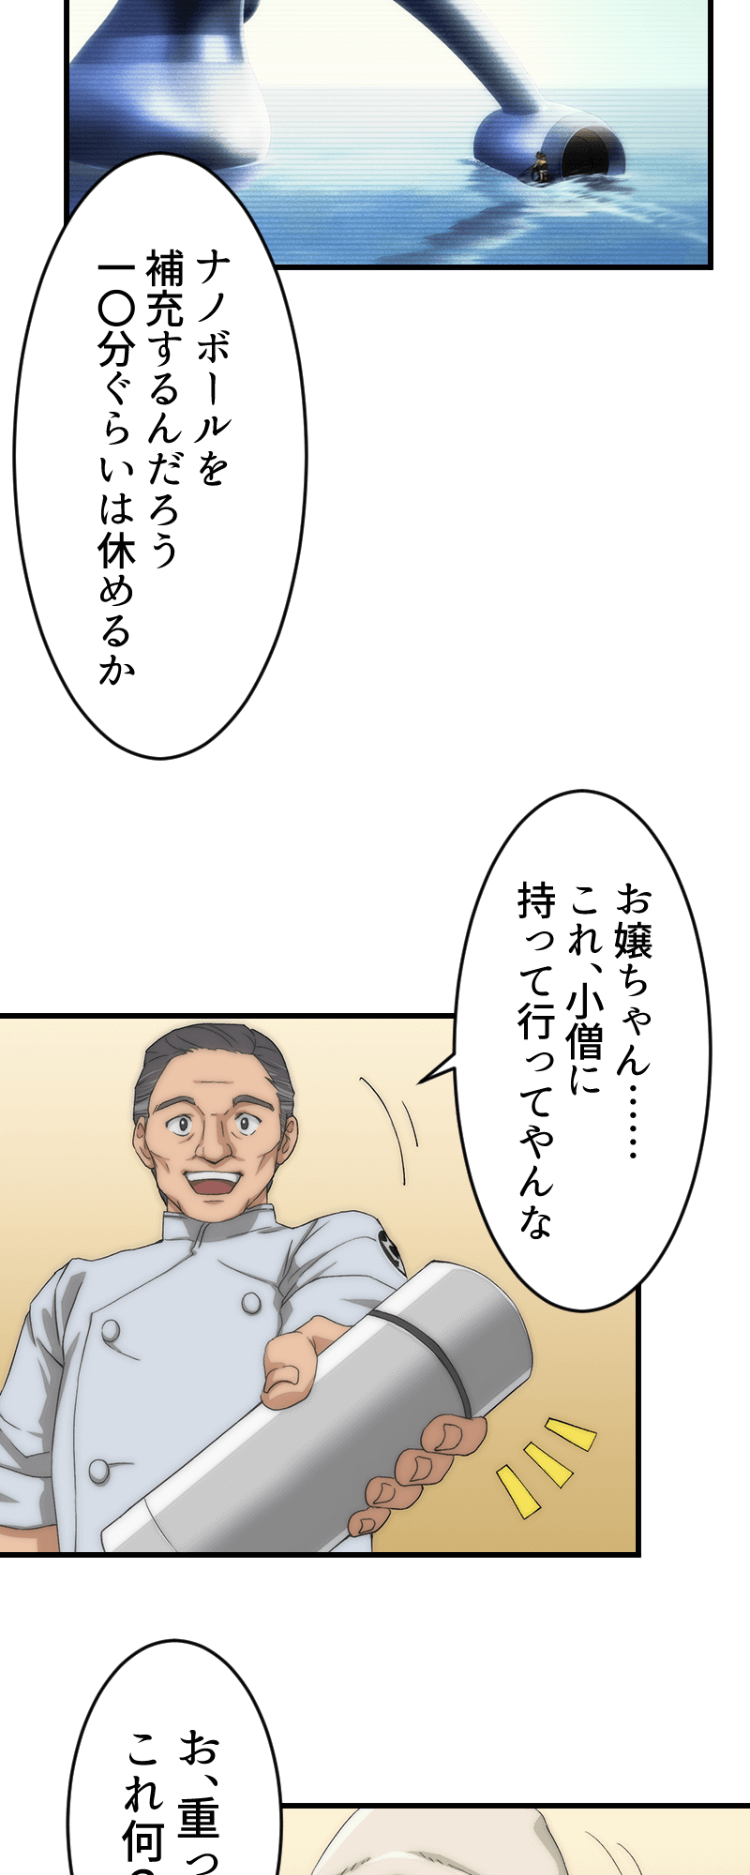 ナノボールを
補充するんだろう
一〇分ぐらいは休めるか
お嬢ちゃん……
これ、小僧に
持って行ってやんな
お、重っ
これ何？